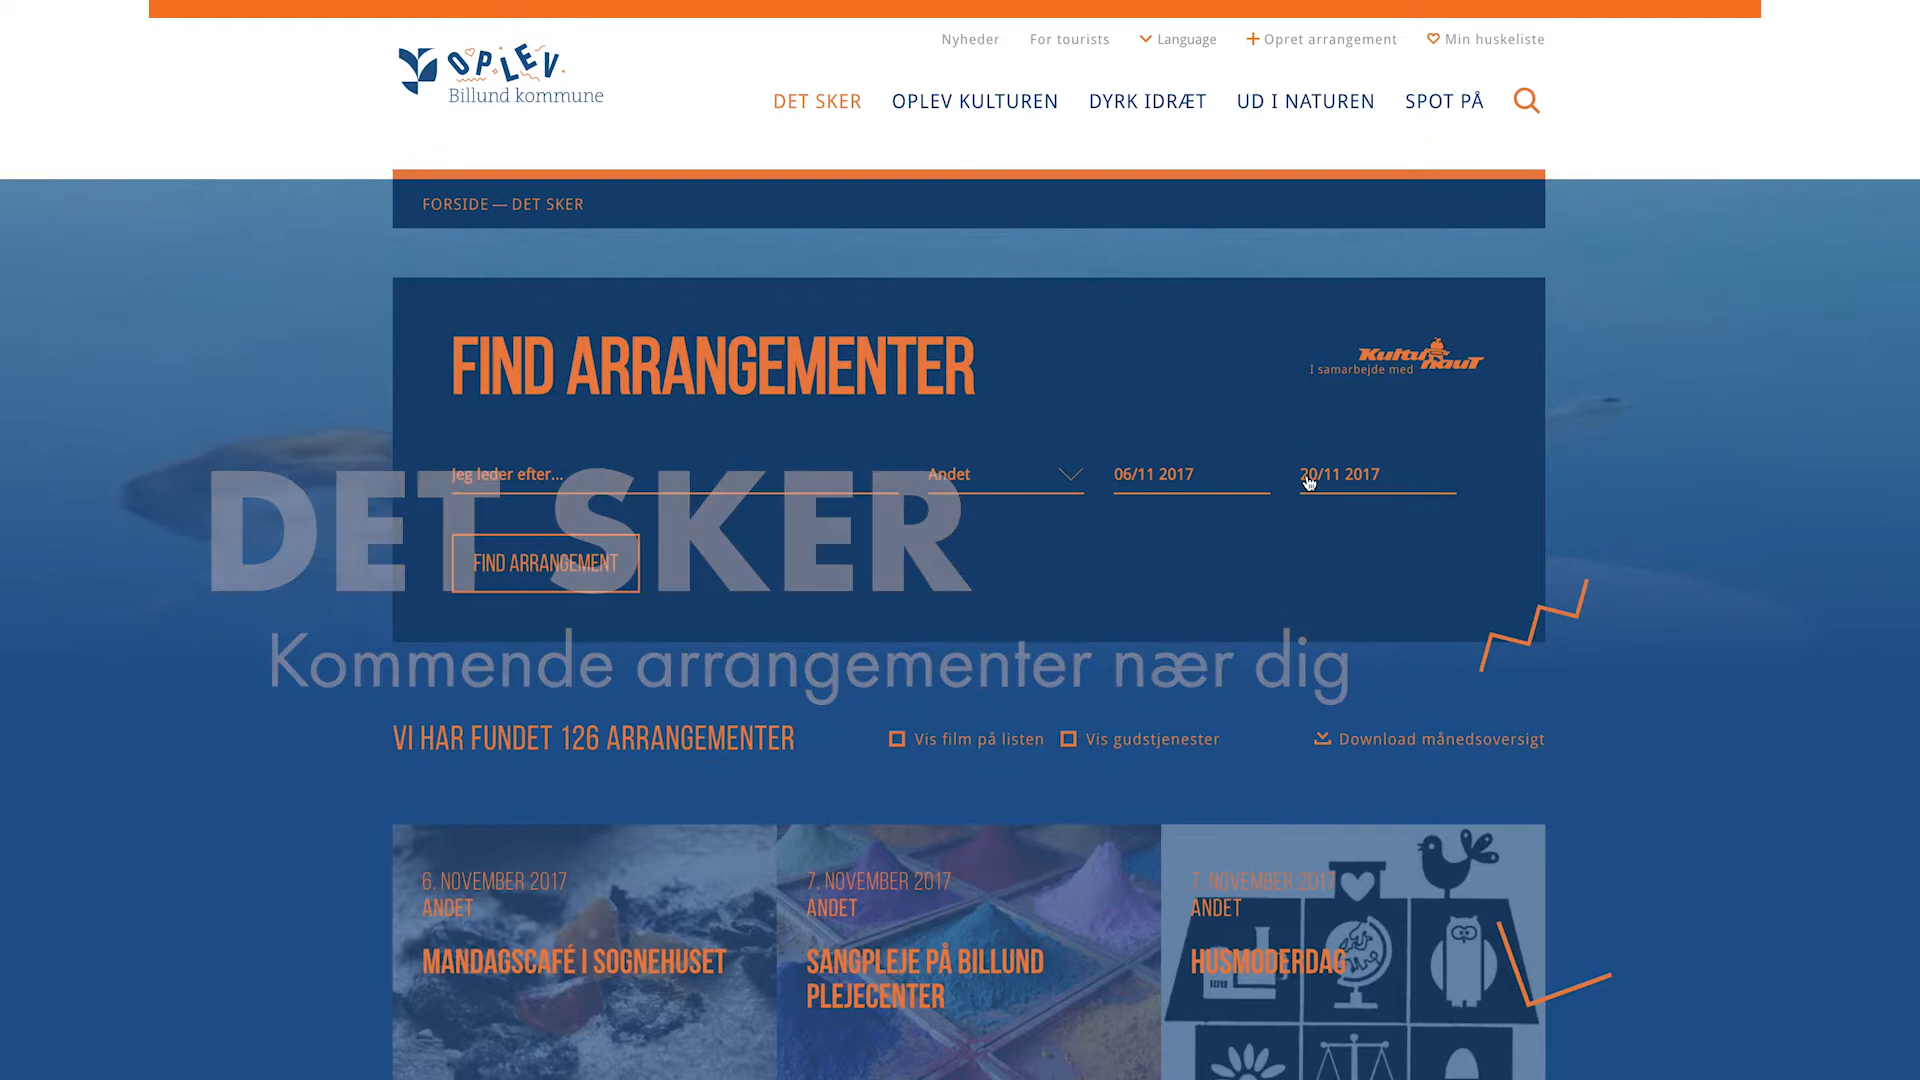 Nyheder
For tourists
Language
Opret arrangement
Min huskeliste
OPLEV
Billund kommune
DET SKER
OPLEV KULTUREN
DYRK IDRÆT
UD I NATUREN
SPOT PÅ
FORSIDE — DET SKER
FIND ARRANGEMENTER
Kultunaut
I samarbejde med
Jeg leder efter...
Andet
06/11 2017
20/11 2017
DET SKER
FIND ARRANGEMENT
Kommende arrangementer nær dig
VI HAR FUNDET 126 ARRANGEMENTER
Vis film på listen
Vis gudstjenester
Download månedsoversigt
6. NOVEMBER 2017
ANDET
MANDAGSCAFÉ I SOGNEHUSET
7. NOVEMBER 2017
ANDET
SANGPLEJE PÅ BILLUND
PLEJECENTER
7. NOVEMBER 2017
ANDET
HUSMODERDAG